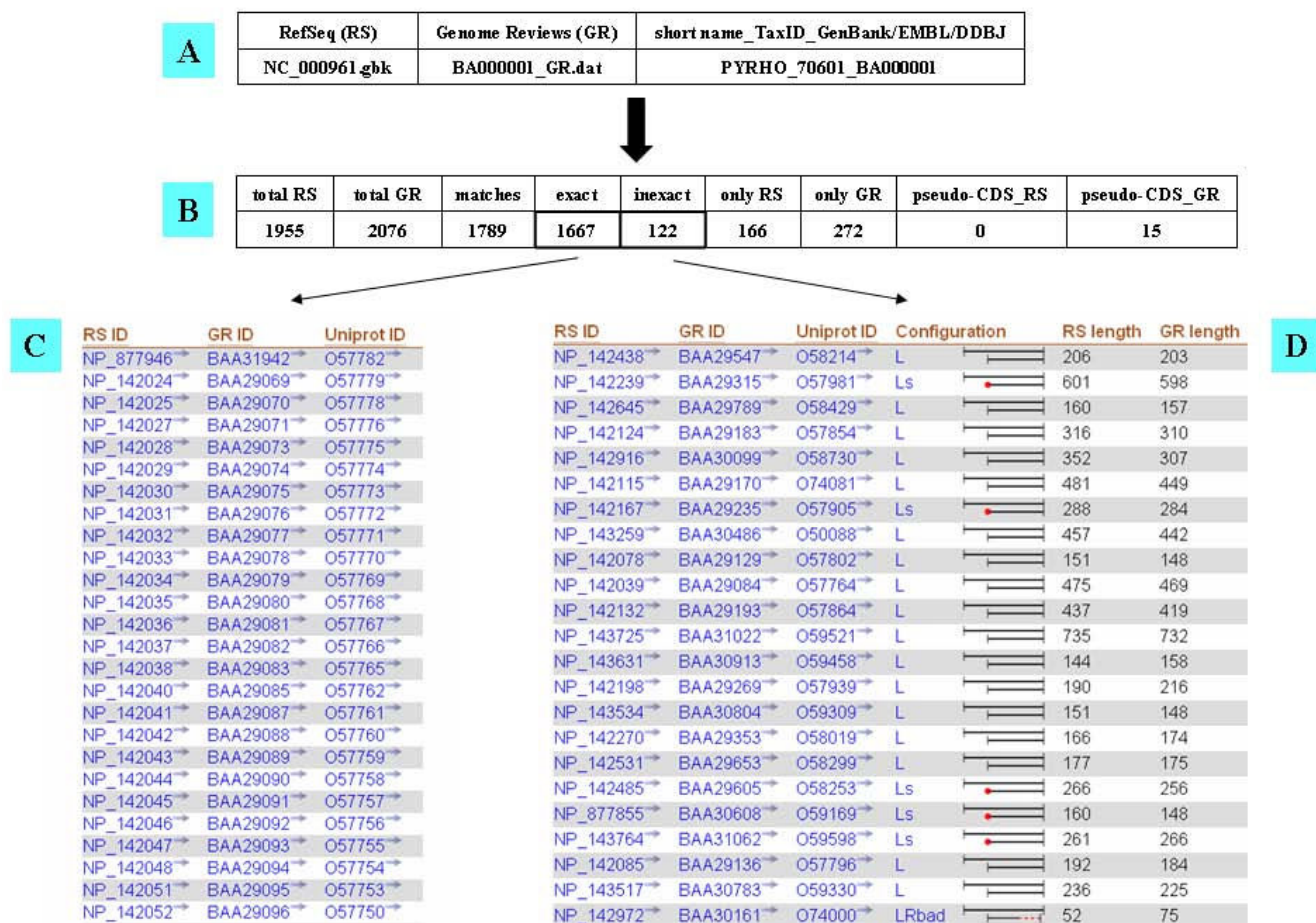 A
RefSeq (RS) Genome Reviews (GR) short name_TaxID_GenBank/EMBL/DDBJ
NC_000961.gbk BA000001_GR.dat PYRHO_70601_BA000001
B
total RS total GR matches exact inexact only RS only GR pseudo-CDS_RS pseudo-CDS_GR
1955 2076 1789 1667 122 166 272 0 15
C
RS ID GR ID Uniprot ID
NP_877946 BAA31942 O57782
NP_142024 BAA29069 O57779
NP_142025 BAA29070 O57778
NP_142027 BAA29071 O57776
NP_142028 BAA29073 O57775
NP_142029 BAA29074 O57774
NP_142030 BAA29075 O57773
NP_142031 BAA29076 O57772
NP_142032 BAA29077 O57771
NP_142033 BAA29078 O57770
NP_142034 BAA29079 O57769
NP_142035 BAA29080 O57768
NP_142036 BAA29081 O57767
NP_142037 BAA29082 O57766
NP_142038 BAA29083 O57765
NP_142040 BAA29085 O57762
NP_142041 BAA29087 O57761
NP_142042 BAA29088 O57760
NP_142043 BAA29089 O57759
NP_142044 BAA29090 O57758
NP_142045 BAA29091 O57757
NP_142046 BAA29092 O57756
NP_142047 BAA29093 O57755
NP_142048 BAA29094 O57754
NP_142051 BAA29095 O57753
NP_142052 BAA29096 O57750
D
RS ID GR ID Uniprot ID Configuration RS length GR length
NP_142438 BAA29547 O58214 L 206 203
NP_142239 BAA29315 O57981 Ls 601 598
NP_142645 BAA29789 O58429 L 160 157
NP_142124 BAA29183 O57854 L 316 310
NP_142916 BAA30099 O58730 L 352 307
NP_142115 BAA29170 O74081 L 481 449
NP_142167 BAA29235 O57905 Ls 288 284
NP_143259 BAA30486 O50088 L 457 442
NP_142078 BAA29129 O57802 L 151 148
NP_142039 BAA29084 O57764 L 475 469
NP_142132 BAA29193 O57864 L 437 419
NP_143725 BAA31022 O59521 L 735 732
NP_143631 BAA30913 O59458 L 144 158
NP_142198 BAA29269 O57939 L 190 216
NP_143534 BAA30804 O59309 L 151 148
NP_142270 BAA29353 O58019 L 166 174
NP_142531 BAA29653 O58299 L 177 175
NP_142485 BAA29605 O58253 Ls 266 256
NP_877855 BAA30608 O59169 Ls 160 148
NP_143764 BAA31062 O59598 Ls 261 266
NP_142085 BAA29136 O57796 L 192 184
NP_143517 BAA30783 O59330 L 236 225
NP_142972 BAA30161 O74000 LRbad 52 75